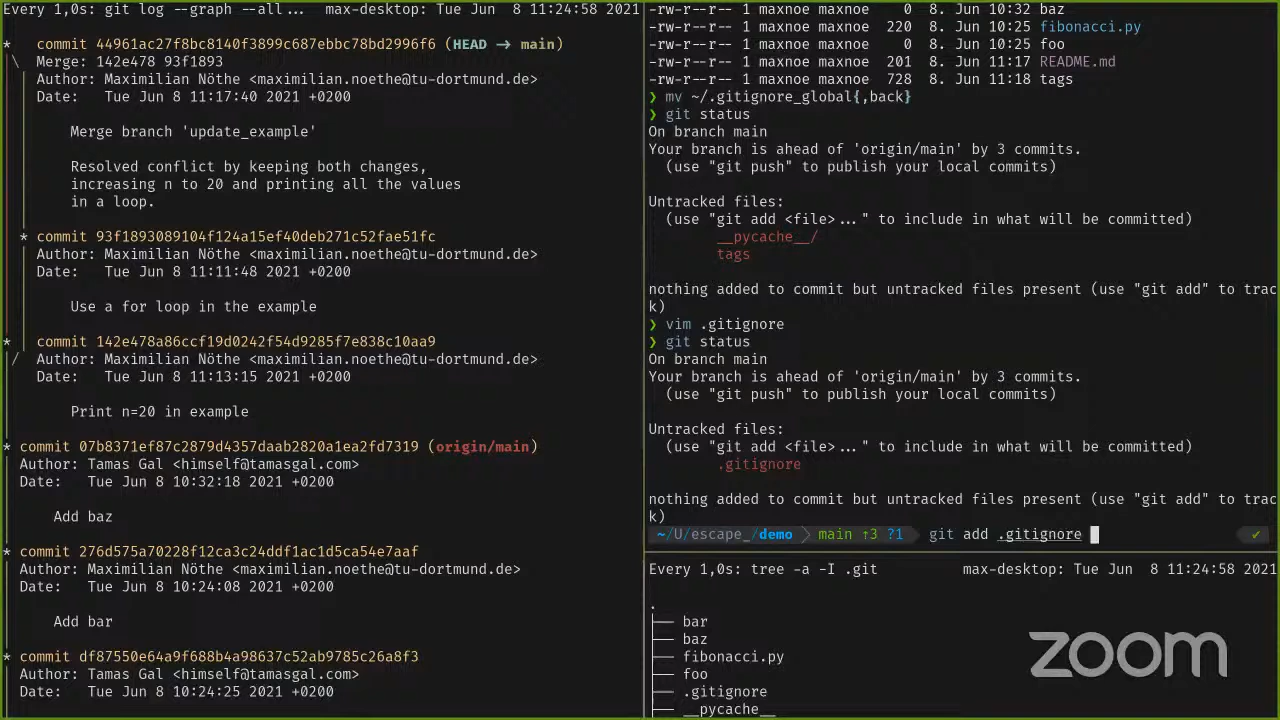 Every 1,0s: git log --graph --all... max-desktop: Tue Jun 8 11:24:58 2021
* commit 44961ac27f8bc8140f3899c687ebbc78bd2996f6 (HEAD -> main)
\ Merge: 142e478 93f1893
Author: Maximilian Nöthe <maximilian.noethe@tu-dortmund.de>
Date: Tue Jun 8 11:17:40 2021 +0200
Merge branch 'update_example'
Resolved conflict by keeping both changes,
increasing n to 20 and printing all the values
in a loop.
* commit 93f1893089104f124a15ef40deb271c52fae51fc
Author: Maximilian Nöthe <maximilian.noethe@tu-dortmund.de>
Date: Tue Jun 8 11:11:48 2021 +0200
Use a for loop in the example
* commit 142e478a86ccf19d0242f54d9285f7e838c10aa9
/ Author: Maximilian Nöthe <maximilian.noethe@tu-dortmund.de>
Date: Tue Jun 8 11:13:15 2021 +0200
Print n=20 in example
* commit 07b8371ef87c2879d4357daab2820a1ea2fd7319 (origin/main)
Author: Tamas Gal <himself@tamasgal.com>
Date: Tue Jun 8 10:32:18 2021 +0200
Add baz
* commit 276d575a70228f12ca3c24ddf1ac1d5ca54e7aaf
Author: Maximilian Nöthe <maximilian.noethe@tu-dortmund.de>
Date: Tue Jun 8 10:24:08 2021 +0200
Add bar
* commit df87550e64a9f688b4a98637c52ab9785c26a8f3
Author: Tamas Gal <himself@tamasgal.com>
Date: Tue Jun 8 10:24:25 2021 +0200
-rw-r--r-- 1 maxnoe maxnoe 0 8. Jun 10:32 baz
-rw-r--r-- 1 maxnoe maxnoe 220 8. Jun 10:25 fibonacci.py
-rw-r--r-- 1 maxnoe maxnoe 0 8. Jun 10:25 foo
-rw-r--r-- 1 maxnoe maxnoe 201 8. Jun 11:17 README.md
-rw-r--r-- 1 maxnoe maxnoe 728 8. Jun 11:18 tags
❯ mv ~/.gitignore_global{,back}
❯ git status
On branch main
Your branch is ahead of 'origin/main' by 3 commits.
(use "git push" to publish your local commits)
Untracked files:
(use "git add <file>..." to include in what will be committed)
__pycache__/
tags
nothing added to commit but untracked files present (use "git add" to trac
k)
❯ vim .gitignore
❯ git status
On branch main
Your branch is ahead of 'origin/main' by 3 commits.
(use "git push" to publish your local commits)
Untracked files:
(use "git add <file>..." to include in what will be committed)
.gitignore
nothing added to commit but untracked files present (use "git add" to trac
k)
~/U/escape_/demo main ↑3 ?1 git add .gitignore ✔
Every 1,0s: tree -a -I .git max-desktop: Tue Jun 8 11:24:58 2021
.
├── bar
├── baz
├── fibonacci.py
├── foo
├── .gitignore
├── __pycache__
zoom